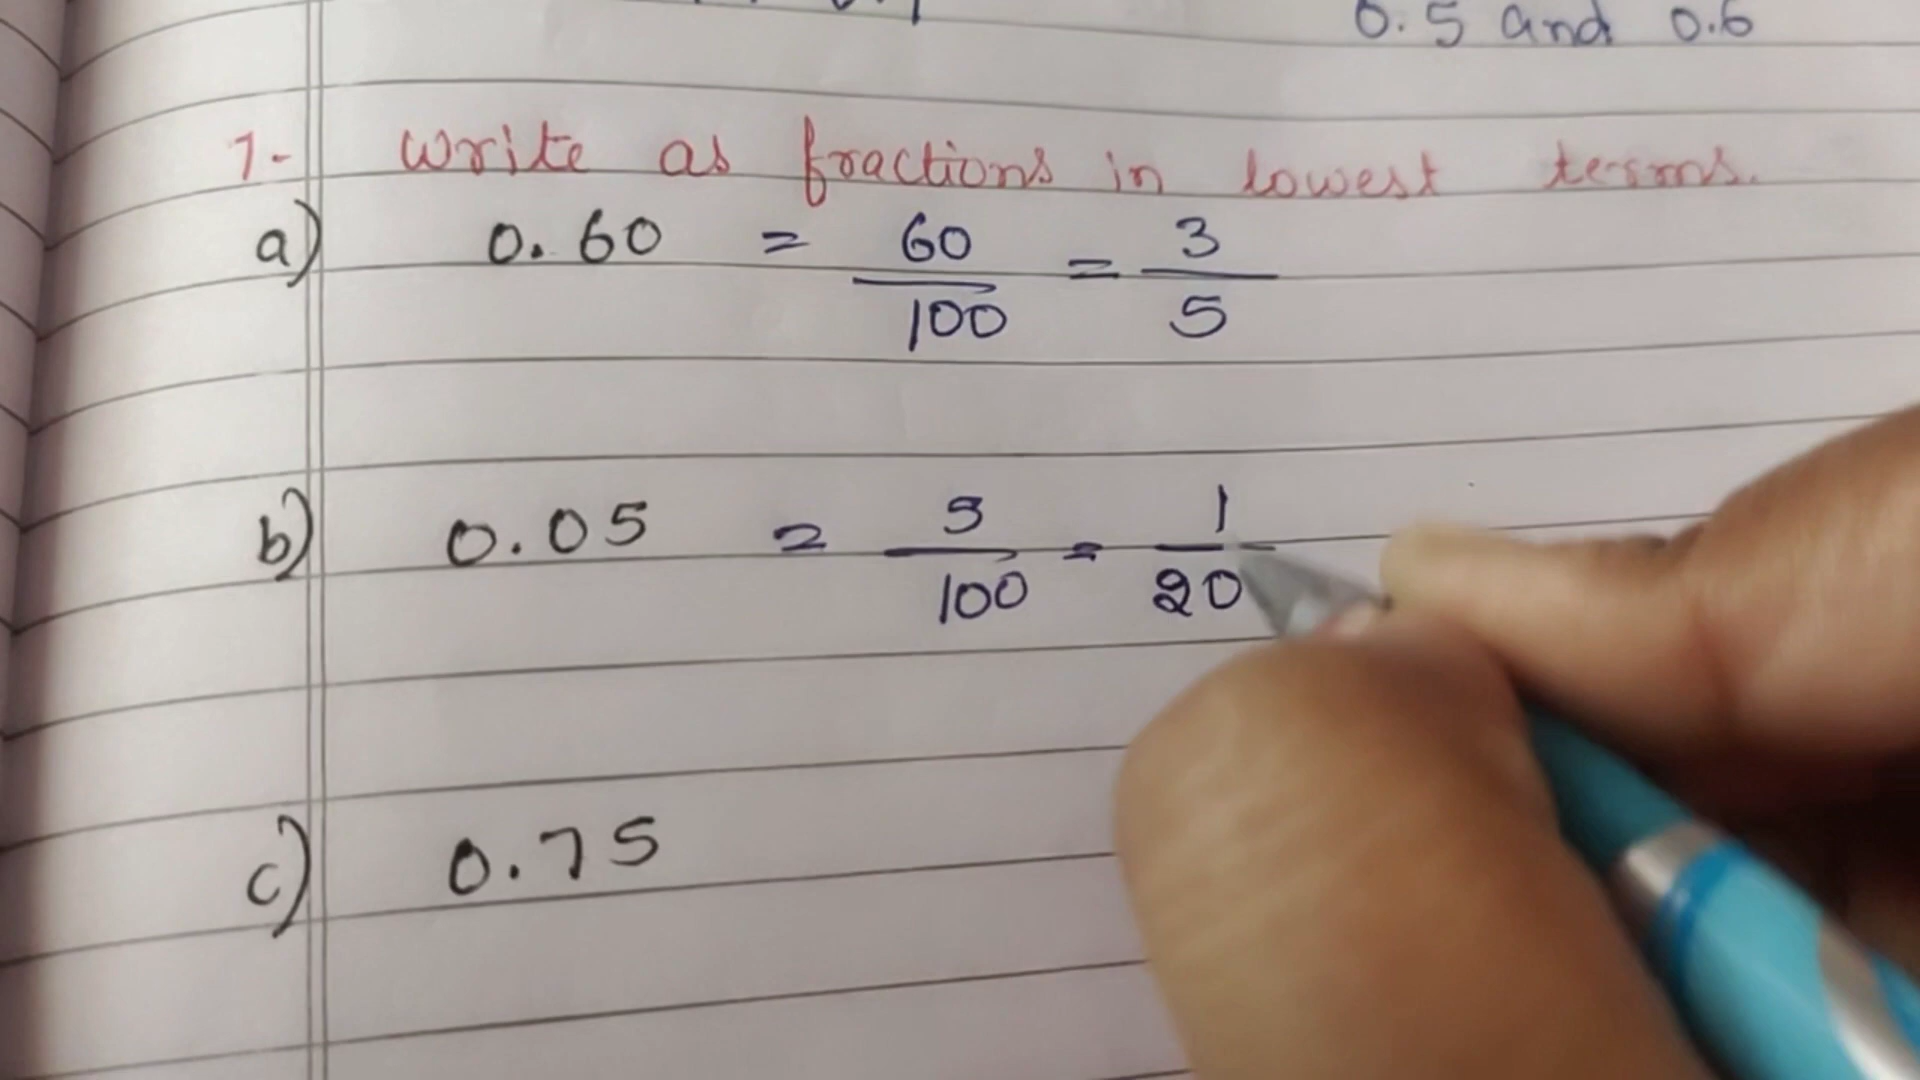 0.5 and 0.6
7- write as fractions in lowest terms.
a) 0.60 = 60/100 = 3/5
b) 0.05 = 5/100 = 1/20
c) 0.75